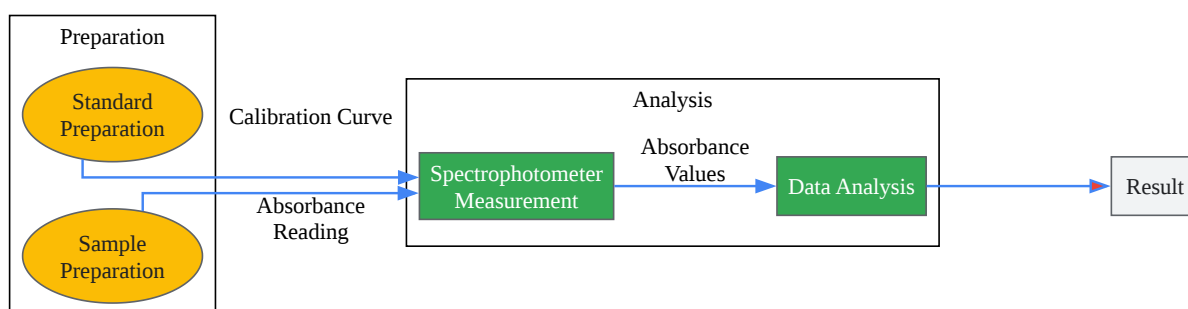 Preparation
Standard
Preparation
Sample
Preparation
Calibration Curve
Absorbance
Reading
Analysis
Spectrophotometer
Measurement
Absorbance
Values
Data Analysis
Result